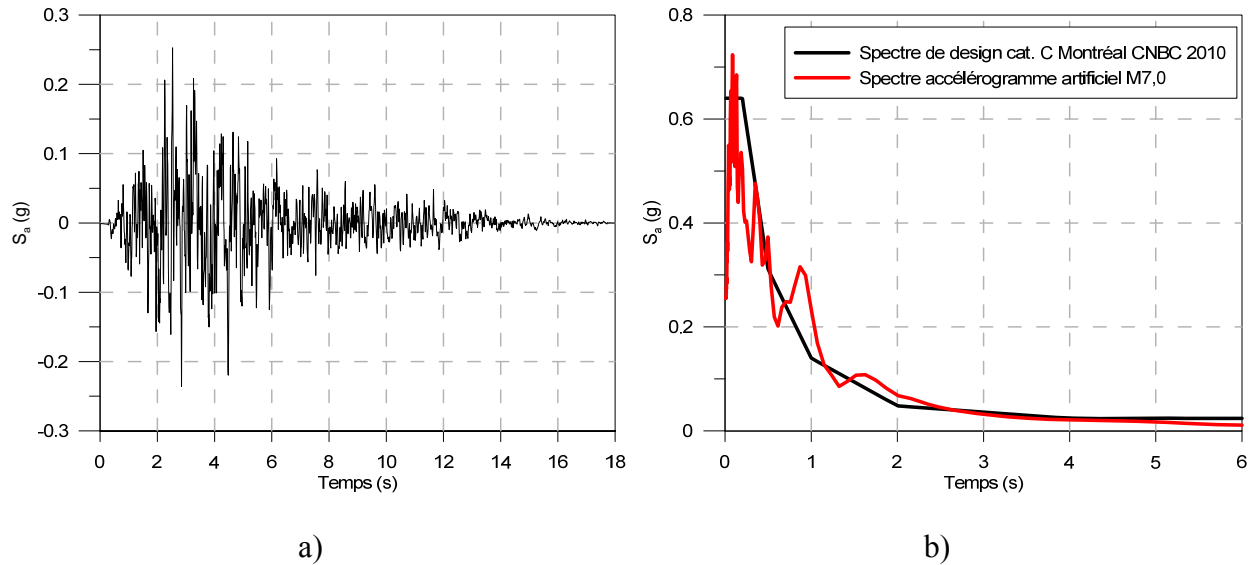 0.3
0.2
0.1
0
-0.1
-0.2
-0.3
Sa (g)
0 2 4 6 8 10 12 14 16 18
Temps (s)
a)
0.8
0.6
0.4
0.2
0
Sa (g)
Spectre de design cat. C Montréal CNBC 2010
Spectre accélérogramme artificiel M7,0
0 1 2 3 4 5 6
Temps (s)
b)